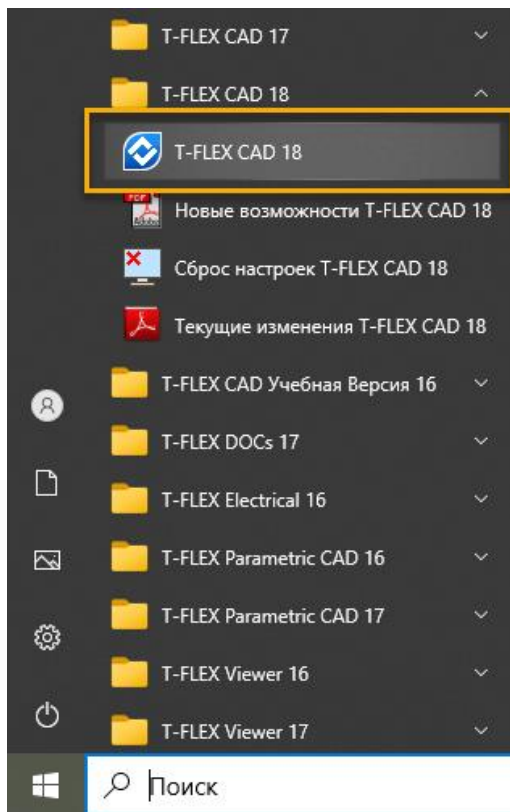 T-FLEX CAD 17
T-FLEX CAD 18
T-FLEX CAD 18
Новые возможности T-FLEX CAD 18
Сброс настроек T-FLEX CAD 18
Текущие изменения T-FLEX CAD 18
T-FLEX CAD Учебная Версия 16
T-FLEX DOCs 17
T-FLEX Electrical 16
T-FLEX Parametric CAD 16
T-FLEX Parametric CAD 17
T-FLEX Viewer 16
T-FLEX Viewer 17
Поиск